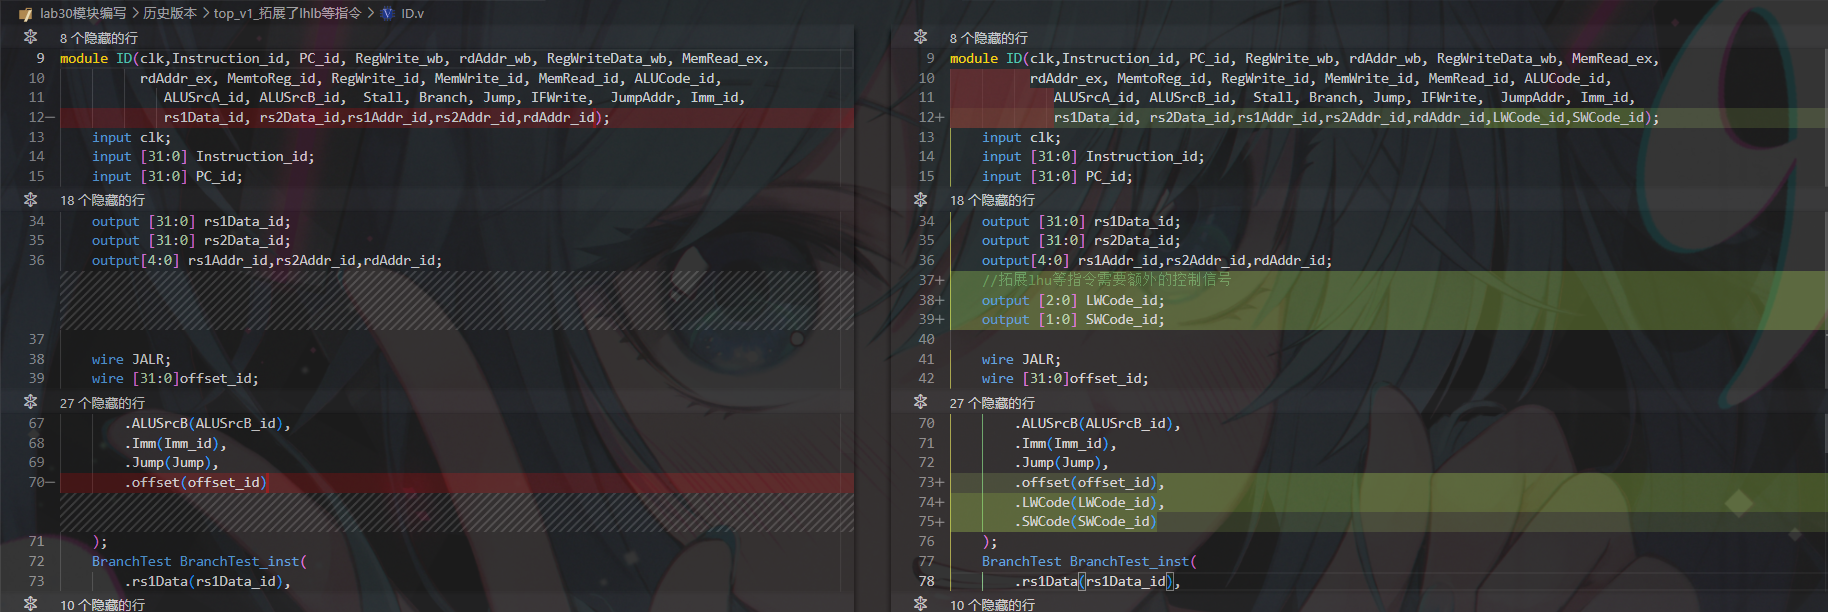 lab30模块编写 > 历史版本 > top_v1_拓展了lhlb等指令 > ID.v
8 个隐藏的行
9 module ID(clk,Instruction_id, PC_id, RegWrite_wb, rdAddr_wb, RegWriteData_wb, MemRead_ex,
10 rdAddr_ex, MemtoReg_id, RegWrite_id, MemWrite_id, MemRead_id, ALUCode_id,
11 ALUSrcA_id, ALUSrcB_id,  Stall, Branch, Jump, IFWrite,  JumpAddr, Imm_id,
12— rs1Data_id, rs2Data_id,rs1Addr_id,rs2Addr_id,rdAddr_id);
13 input clk;
14 input [31:0] Instruction_id;
15 input [31:0] PC_id;
18 个隐藏的行
34 output [31:0] rs1Data_id;
35 output [31:0] rs2Data_id;
36 output[4:0] rs1Addr_id,rs2Addr_id,rdAddr_id;
37
38 wire JALR;
39 wire [31:0]offset_id;
27 个隐藏的行
67 .ALUSrcB(ALUSrcB_id),
68 .Imm(Imm_id),
69 .Jump(Jump),
70— .offset(offset_id)
71 );
72 BranchTest BranchTest_inst(
73 .rs1Data(rs1Data_id),
10 个隐藏的行
8 个隐藏的行
9 module ID(clk,Instruction_id, PC_id, RegWrite_wb, rdAddr_wb, RegWriteData_wb, MemRead_ex,
10 rdAddr_ex, MemtoReg_id, RegWrite_id, MemWrite_id, MemRead_id, ALUCode_id,
11 ALUSrcA_id, ALUSrcB_id,  Stall, Branch, Jump, IFWrite,  JumpAddr, Imm_id,
12+ rs1Data_id, rs2Data_id,rs1Addr_id,rs2Addr_id,rdAddr_id,LWCode_id,SWCode_id);
13 input clk;
14 input [31:0] Instruction_id;
15 input [31:0] PC_id;
18 个隐藏的行
34 output [31:0] rs1Data_id;
35 output [31:0] rs2Data_id;
36 output[4:0] rs1Addr_id,rs2Addr_id,rdAddr_id;
37+ //拓展lhu等指令需要额外的控制信号
38+ output [2:0] LWCode_id;
39+ output [1:0] SWCode_id;
40
41 wire JALR;
42 wire [31:0]offset_id;
27 个隐藏的行
70 .ALUSrcB(ALUSrcB_id),
71 .Imm(Imm_id),
72 .Jump(Jump),
73+ .offset(offset_id),
74+ .LWCode(LWCode_id),
75+ .SWCode(SWCode_id)
76 );
77 BranchTest BranchTest_inst(
78 .rs1Data(rs1Data_id),
10 个隐藏的行